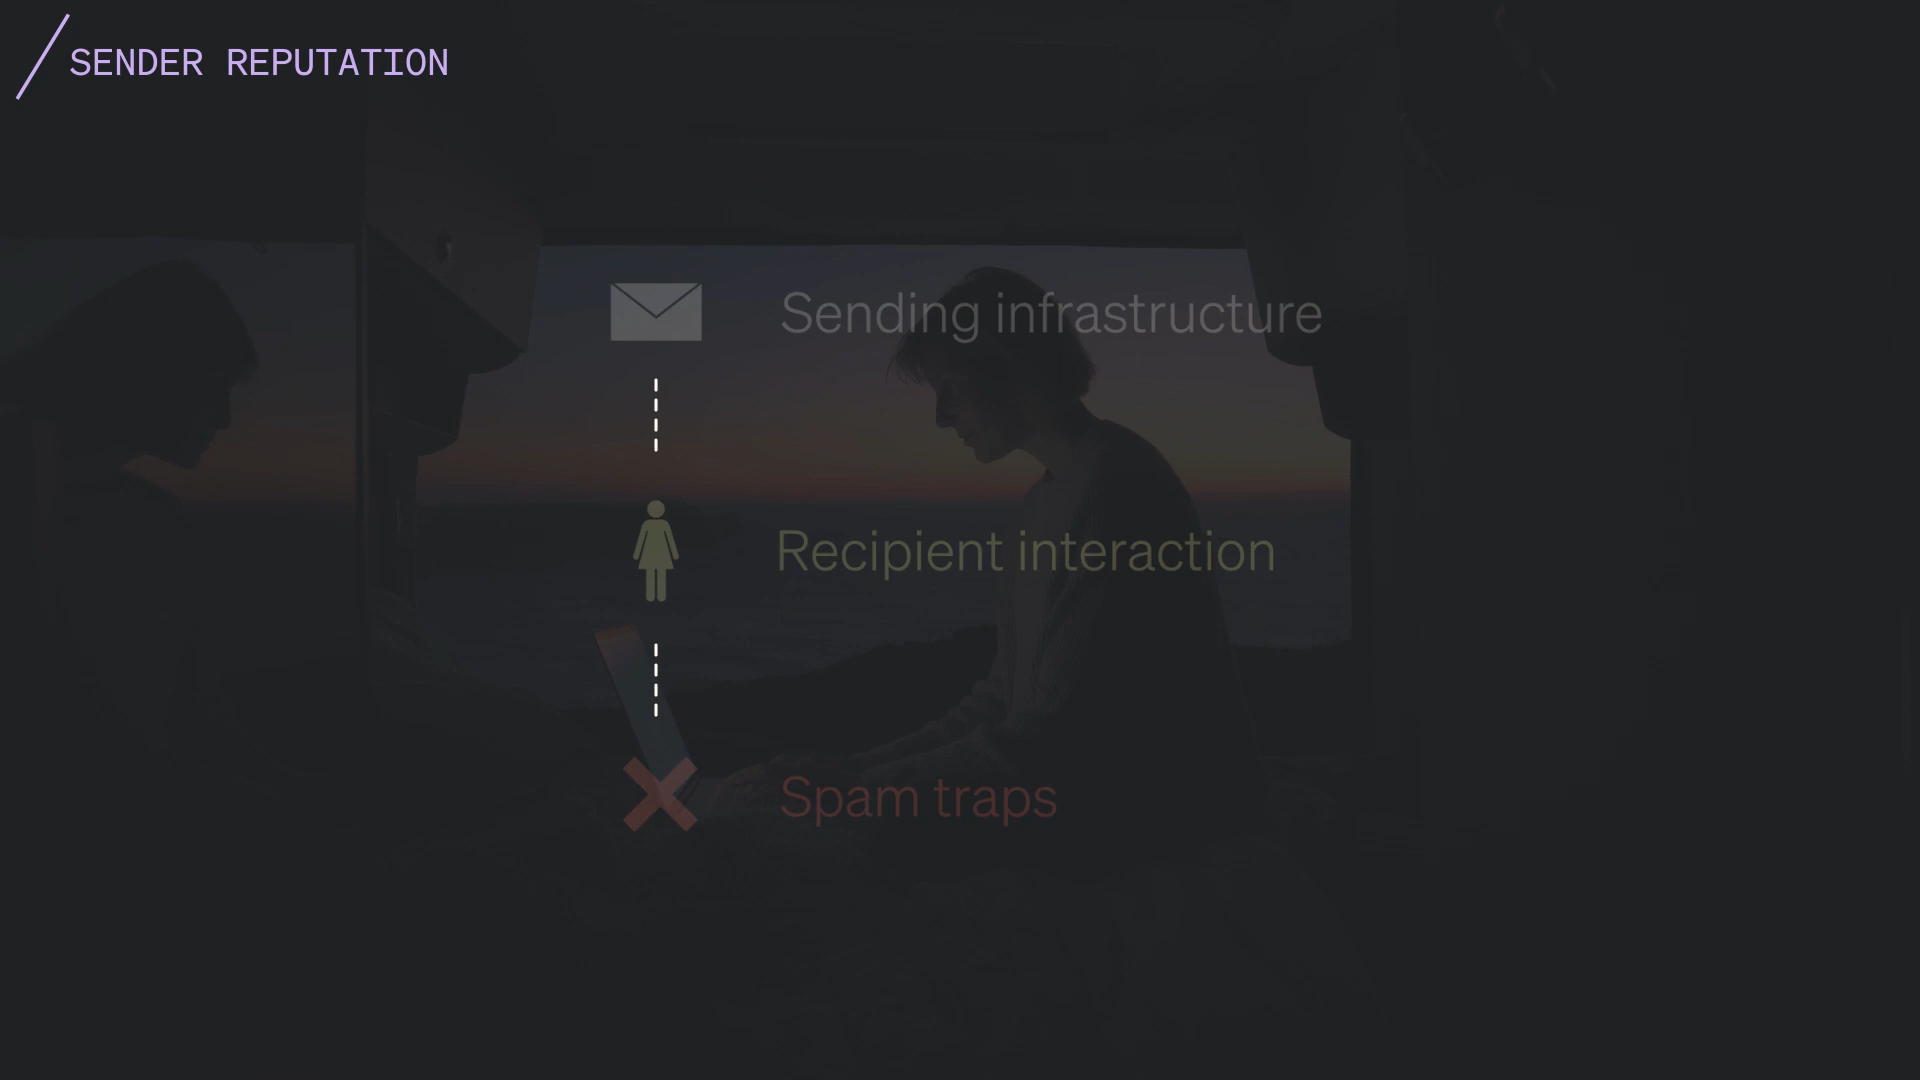 SENDER REPUTATION
Sending infrastructure
Recipient interaction
Spam traps